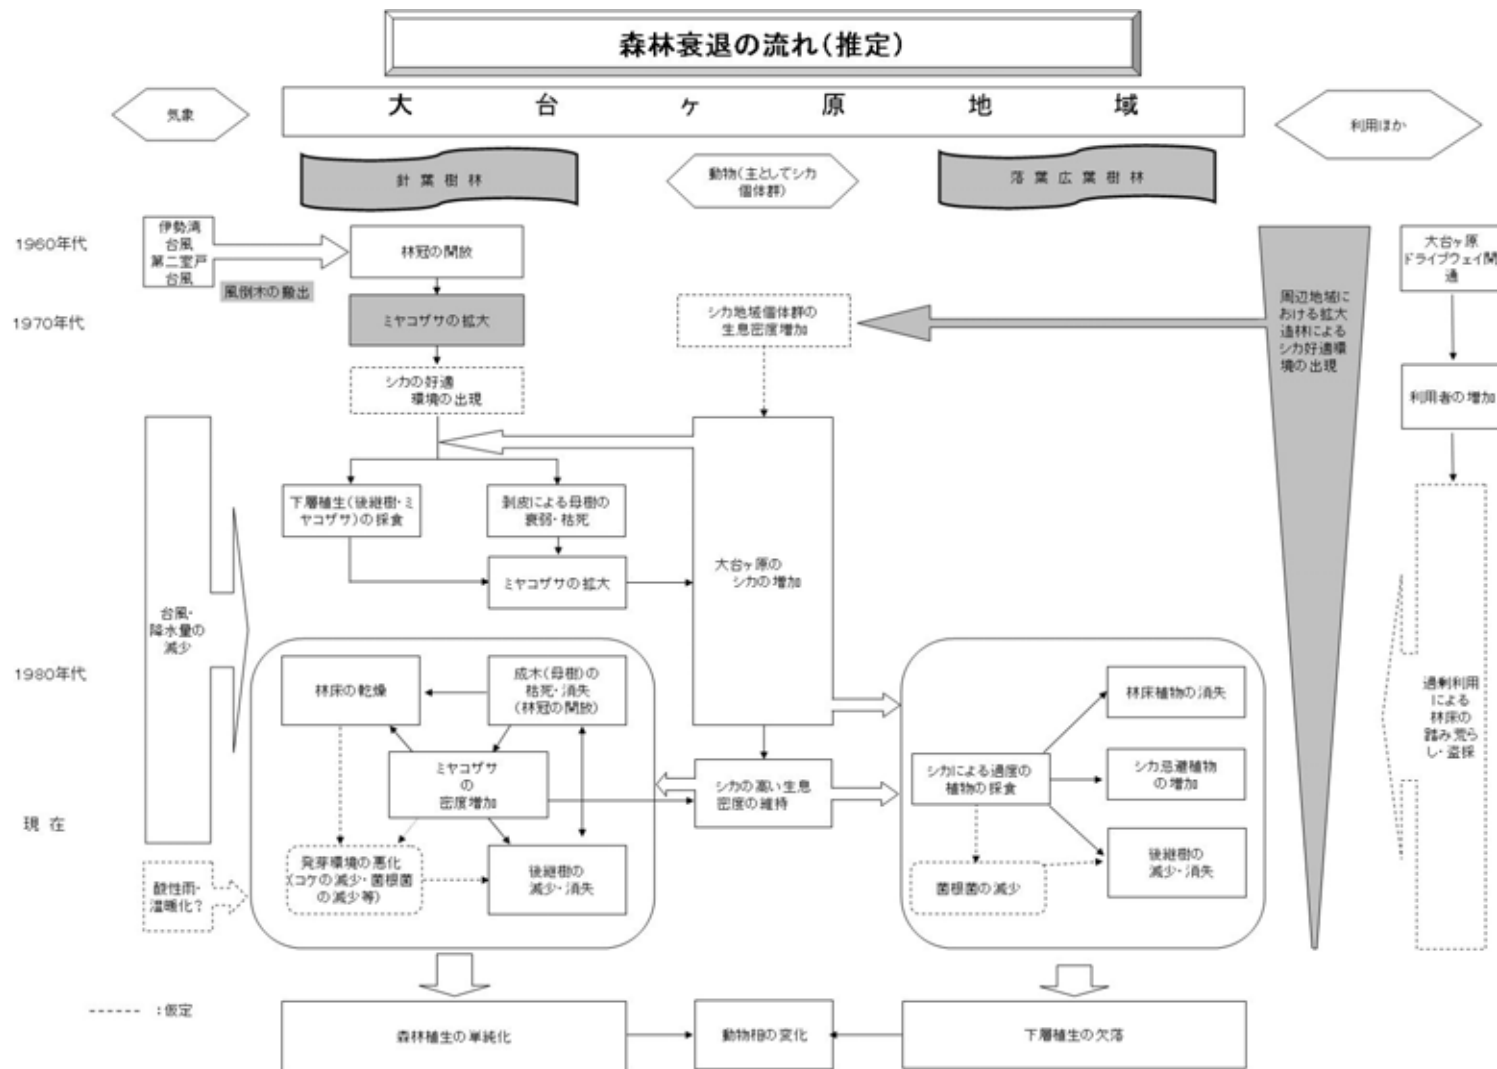 森林衰退の流れ(推定)
大台ヶ原地域
気象
利用ほか
針葉樹林
動物(主としてシカ
個体群)
落葉広葉樹林
1960年代
伊勢湾
台風
第二室戸
台風
風倒木の搬出
林冠の開放
大台ヶ原
ドライブウェイ開
通
1970年代
ミヤコザサの拡大
シカ地域個体群の
生息密度増加
周辺地域に
おける拡大
造林による
シカ好適環
境の出現
シカの好適
環境の出現
利用者の増加
下層植生(後継樹・ミ
ヤコザサ)の採食
剥皮による母樹の
衰弱・枯死
ミヤコザサの拡大
大台ヶ原の
シカの増加
台風・
降水量の
減少
1980年代
林床の乾燥
成木(母樹)の
枯死・消失
(林冠の開放)
林床植物の消失
過剰利用
による
林床の
踏み荒ら
し・盗採
ミヤコザサ
の
密度増加
シカの高い生息
密度の維持
シカによる過度の
植物の採食
シカ忌避植物
の増加
現在
発芽環境の悪化
(コケの減少・菌根菌
の減少等)
後継樹の
減少・消失
菌根菌の減少
後継樹の
減少・消失
酸性雨・
温暖化?
:仮定
森林植生の単純化
動物相の変化
下層植生の欠落